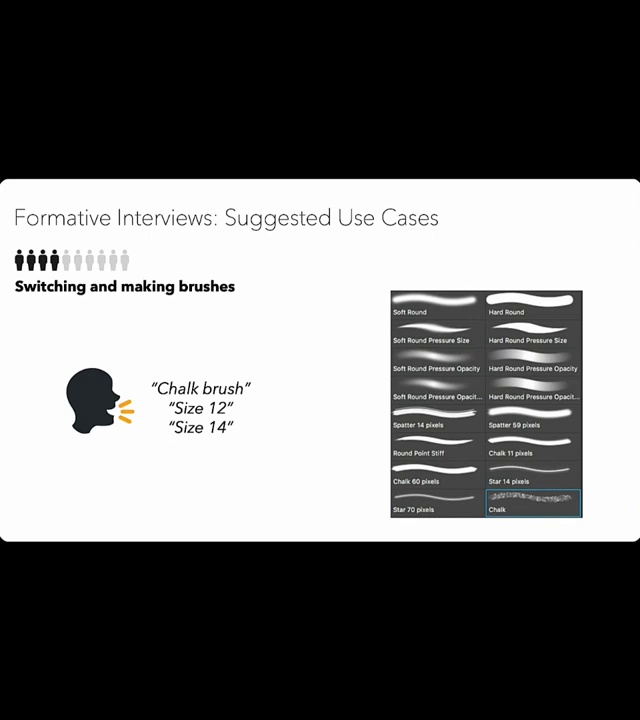 Formative Interviews: Suggested Use Cases
Switching and making brushes
“Chalk brush”
“Size 12”
“Size 14”
Soft Round
Hard Round
Soft Round Pressure Size
Hard Round Pressure Size
Soft Round Pressure Opacity
Hard Round Pressure Opacity
Soft Round Pressure Opacit...
Hard Round Pressure Opacit...
Spatter 14 pixels
Spatter 59 pixels
Round Point Stiff
Chalk 11 pixels
Chalk 60 pixels
Star 14 pixels
Star 70 pixels
Chalk